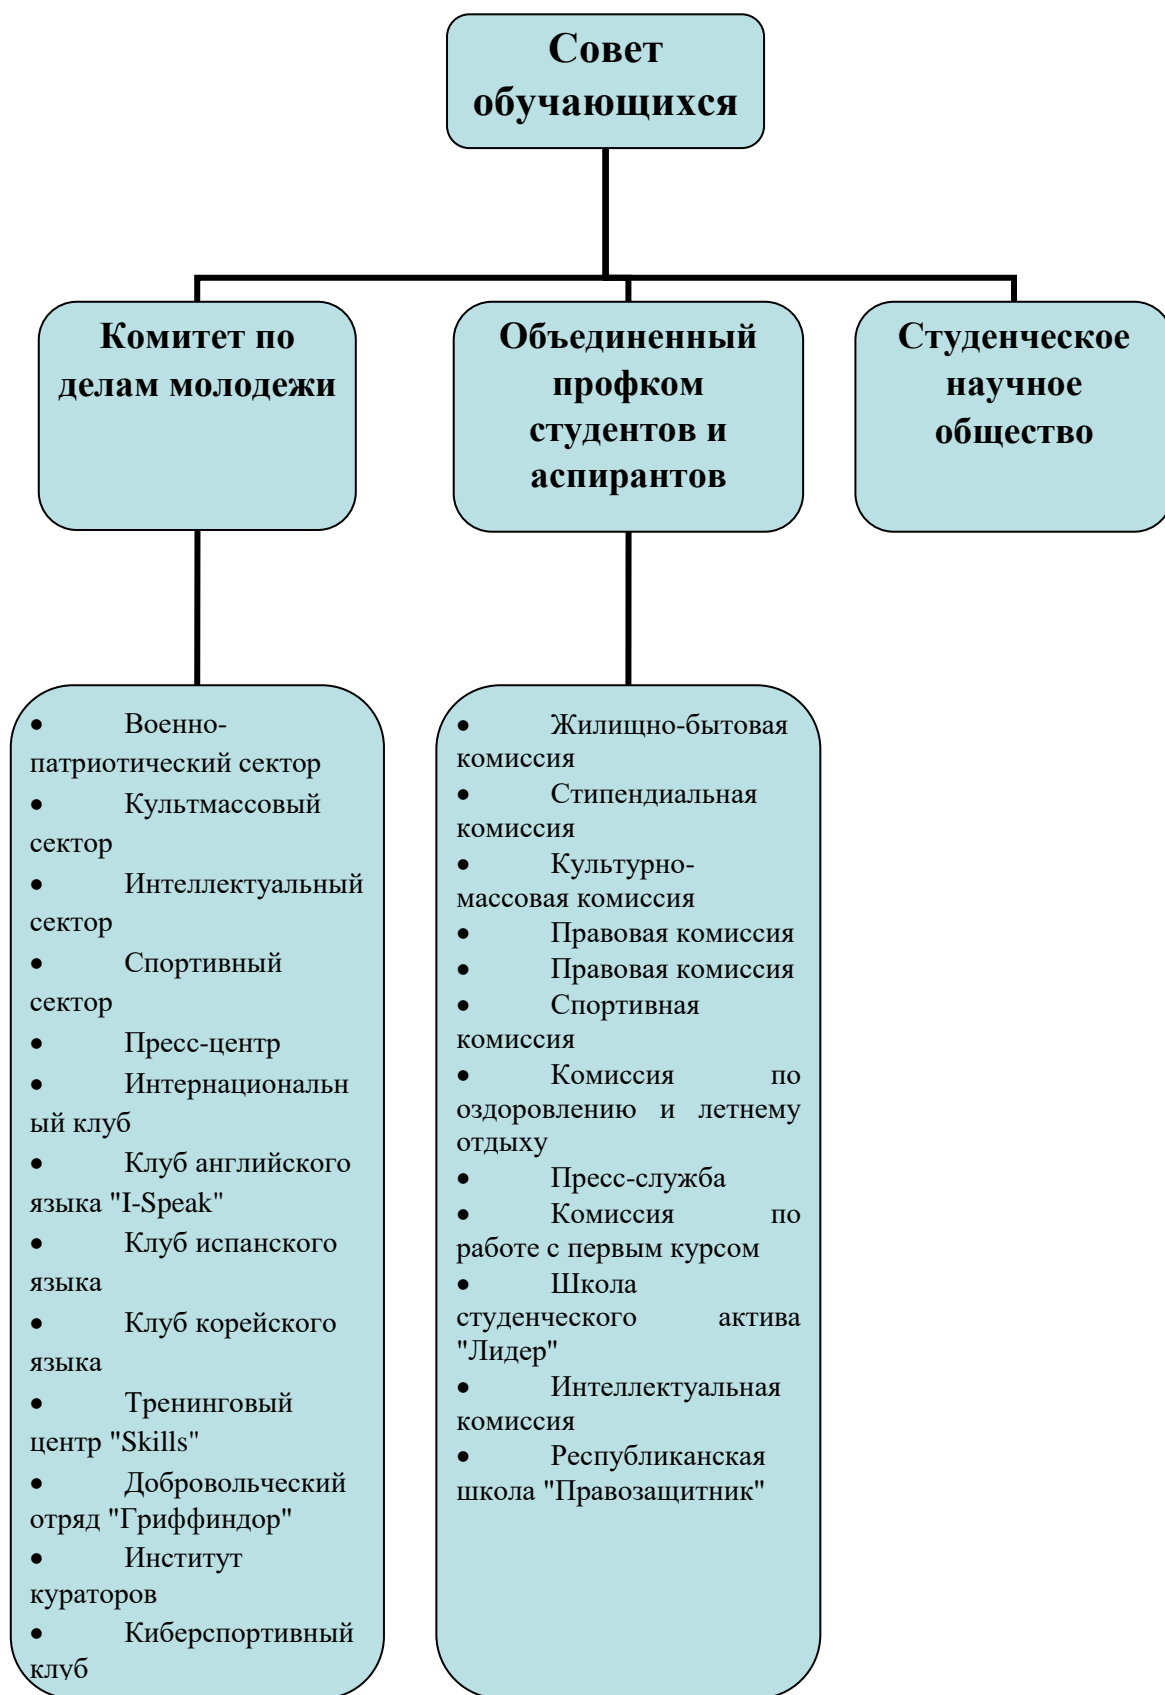 Совет
обучающихся
Комитет по
делам молодежи
Объединенный
профком
студентов и
аспирантов
Студенческое
научное
общество
• Военно-
патриотический сектор
• Культмассовый
сектор
• Интеллектуальный
сектор
• Спортивный
сектор
• Пресс-центр
• Интернациональн
ый клуб
• Клуб английского
языка "I-Speak"
• Клуб испанского
языка
• Клуб корейского
языка
• Тренинговый
центр "Skills"
• Добровольческий
отряд "Гриффиндор"
• Институт
кураторов
• Киберспортивный
клуб
• Жилищно-бытовая
комиссия
• Стипендиальная
комиссия
• Культурно-
массовая комиссия
• Правовая комиссия
• Правовая комиссия
• Спортивная
комиссия
• Комиссия по
оздоровлению и летнему
отдыху
• Пресс-служба
• Комиссия по
работе с первым курсом
• Школа
студенческого актива
"Лидер"
• Интеллектуальная
комиссия
• Республиканская
школа "Правозащитник"